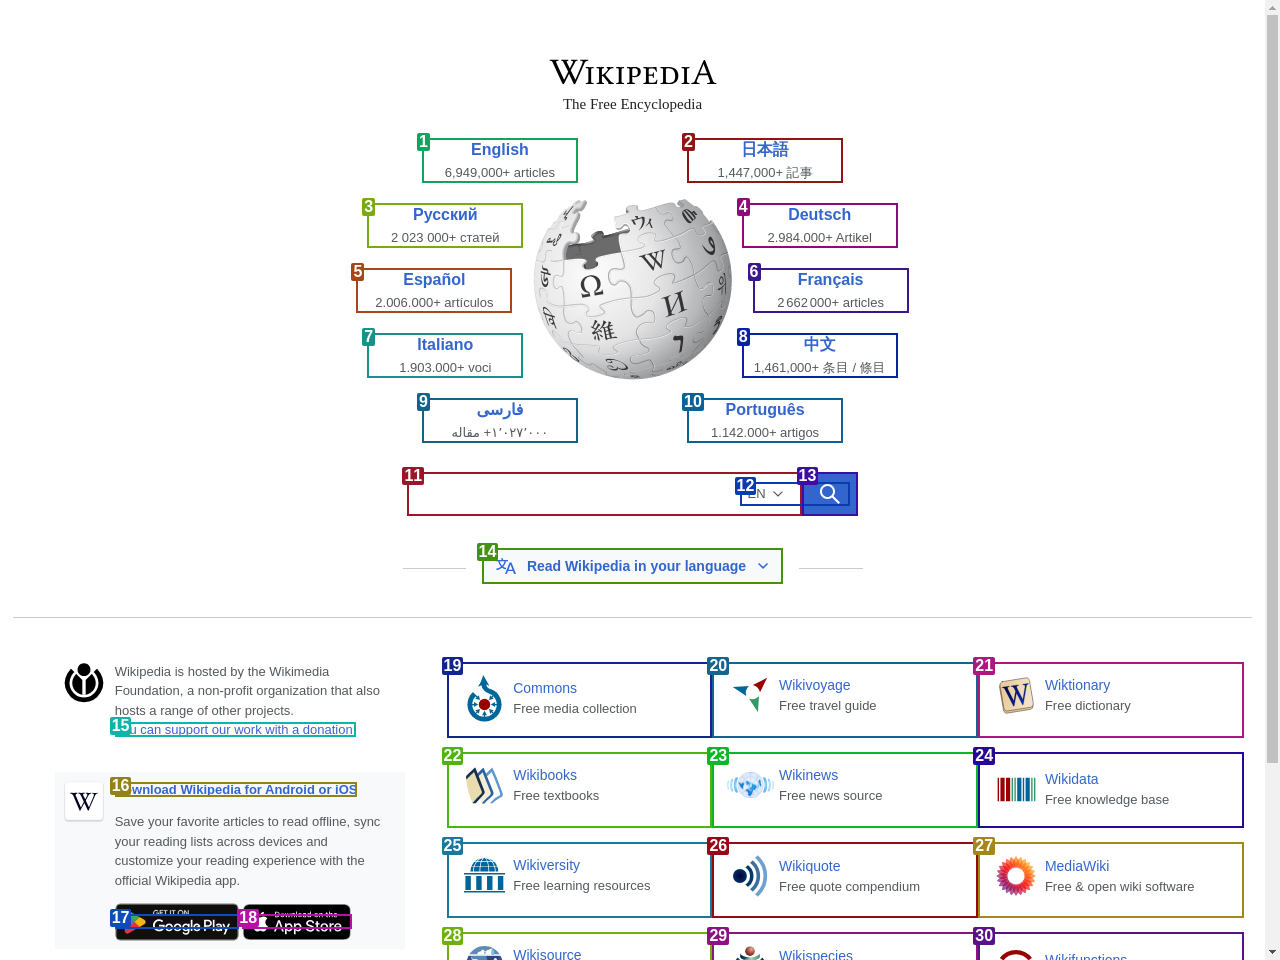 WIKIPEDIA
The Free Encyclopedia
1
English
6,949,000+ articles
2
日本語
1,447,000+ 記事
3
Русский
2 023 000+ статей
4
Deutsch
2.984.000+ Artikel
5
Español
2.006.000+ artículos
6
Français
2 662 000+ articles
7
Italiano
1.903.000+ voci
8
中文
1,461,000+ 条目 / 條目
9
فارسی
۱٬۰۲۷٬۰۰۰+ مقاله
10
Português
1.142.000+ artigos
11
12
EN
13
14
Read Wikipedia in your language
Wikipedia is hosted by the Wikimedia
Foundation, a non-profit organization that also
hosts a range of other projects.
15
u can support our work with a donation.
16
wnload Wikipedia for Android or iOS
Save your favorite articles to read offline, sync
your reading lists across devices and
customize your reading experience with the
official Wikipedia app.
17
GET IT ON
Google Play
18
Download on the
App Store
19
Commons
Free media collection
20
Wikivoyage
Free travel guide
21
Wiktionary
Free dictionary
22
Wikibooks
Free textbooks
23
Wikinews
Free news source
24
Wikidata
Free knowledge base
25
Wikiversity
Free learning resources
26
Wikiquote
Free quote compendium
27
MediaWiki
Free & open wiki software
28
Wikisource
29
Wikispecies
30
Wikifunctions